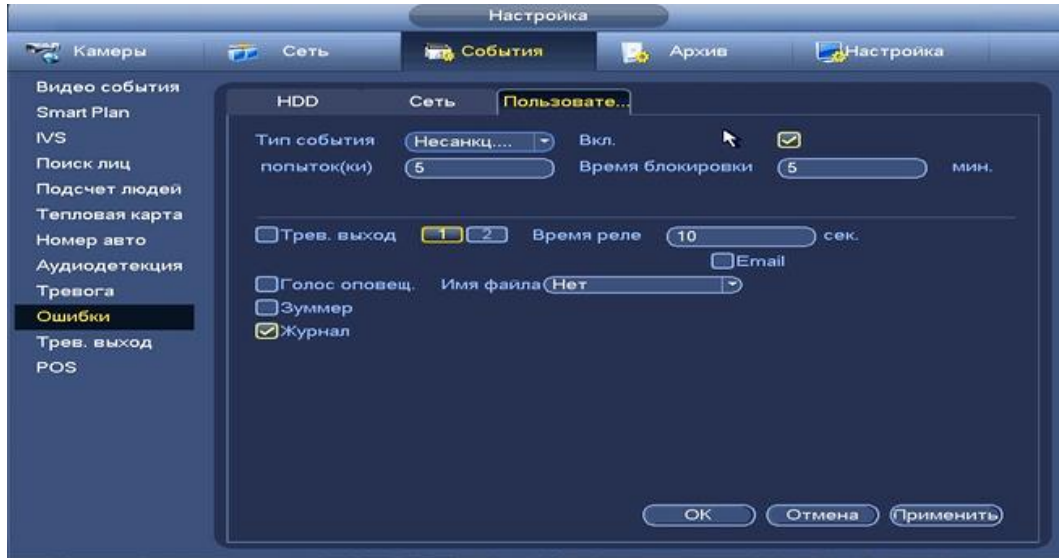 Настройка
Камеры Сеть События Архив Настройка
Видео события
Smart Plan
IVS
Поиск лиц
Подсчет людей
Тепловая карта
Номер авто
Аудиодетекция
Тревога
Ошибки
Трев. выход
POS
HDD Сеть Пользовате...
Тип события Несанкц.... Вкл.
попыток(ки) 5 Время блокировки 5 мин.
Трев. выход 1 2 Время реле 10 сек.
Email
Голос оповещ. Имя файла Нет
Зуммер
Журнал
OK Отмена Применить